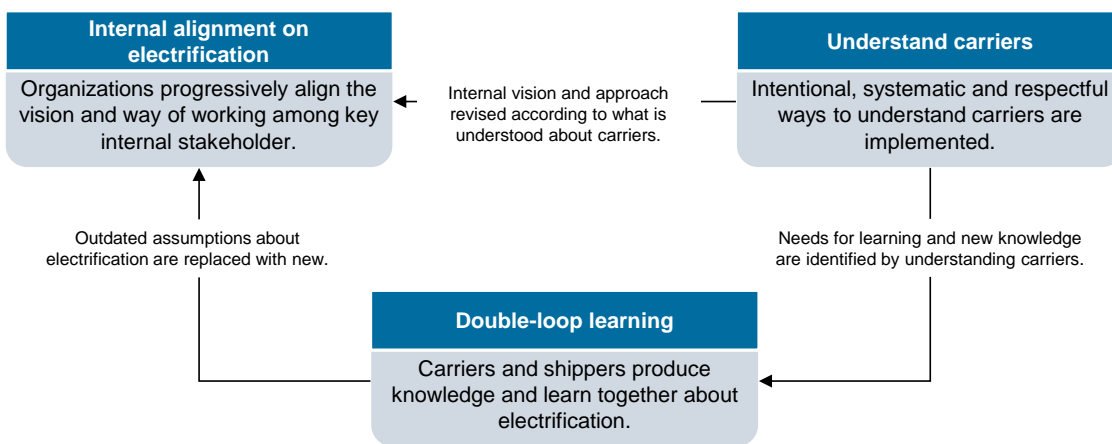 Internal alignment on
electrification
Organizations progressively align the
vision and way of working among key
internal stakeholder.
Internal vision and approach
revised according to what is
understood about carriers.
Understand carriers
Intentional, systematic and respectful
ways to understand carriers are
implemented.
Outdated assumptions about
electrification are replaced with new.
Needs for learning and new knowledge
are identified by understanding carriers.
Double-loop learning
Carriers and shippers produce
knowledge and learn together about
electrification.